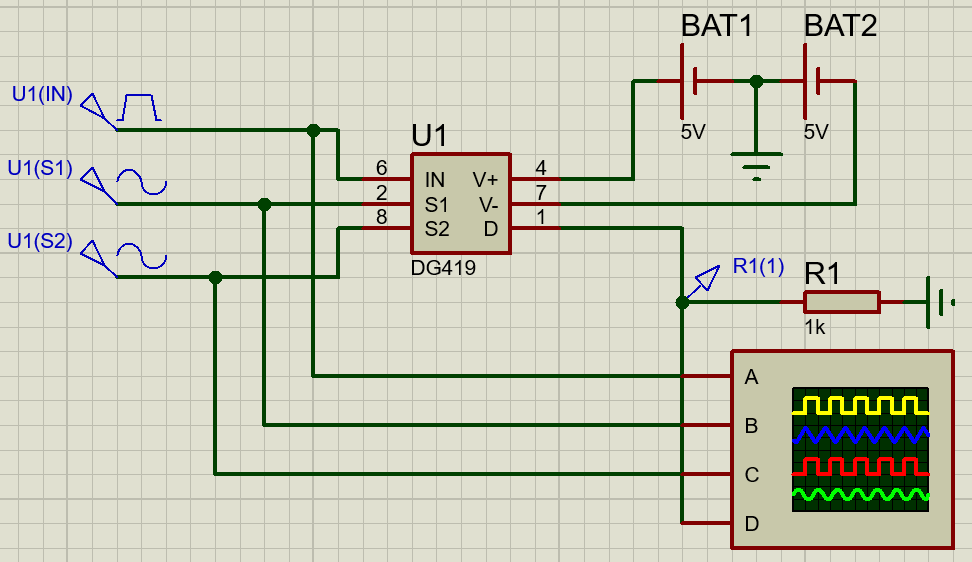 BAT1 BAT2
5V 5V
U1(IN)
U1(S1)
U1(S2)
U1
6 IN V+ 4
2 S1 V- 7
8 S2 D 1
DG419
R1(1)
R1
1k
A
B
C
D